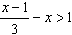 (x − 1)/3 − x > 1